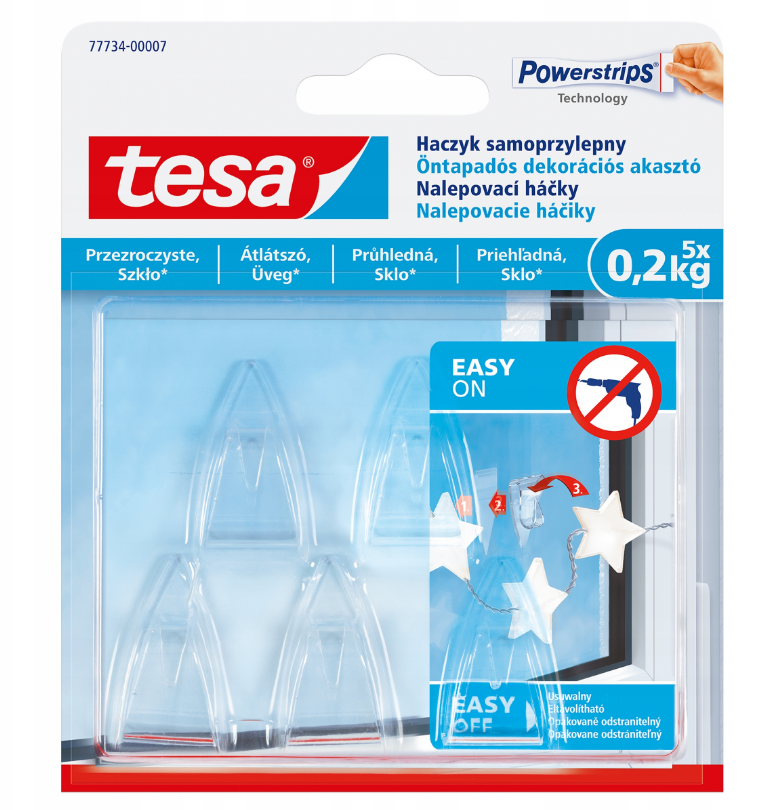 77734-00007
Powerstrips®
Technology
tesa®
Haczyk samoprzylepny
Öntapadós dekorációs akasztó
Nalepovací háčky
Nalepovacie háčiky
Przezroczyste,
Szkło*
Átlátszó,
Üveg*
Průhledná,
Sklo*
Priehľadná,
Sklo*
5x
0,2kg
EASY
ON
1.
2.
3.
EASY
OFF
Usuwalny
Eltávolítható
Opakovaně odstranitelný
Opakovane odstrániteľný